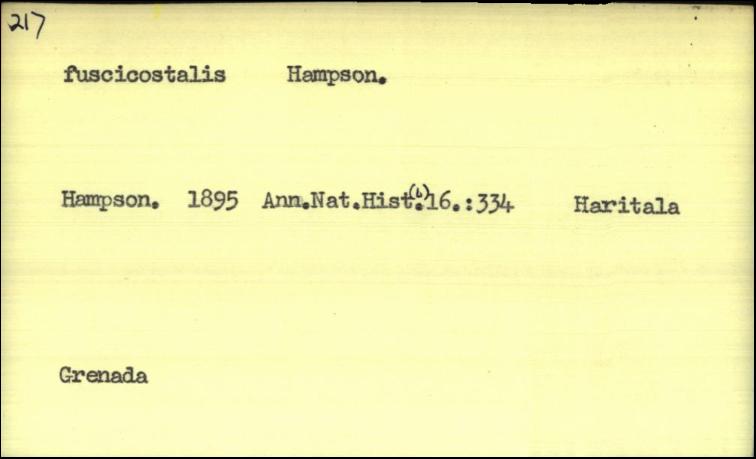 217
fuscicostalis Hampson.
Hampson. 1895 Ann.Nat.Hist.(6)16.:334 Haritala
Grenada